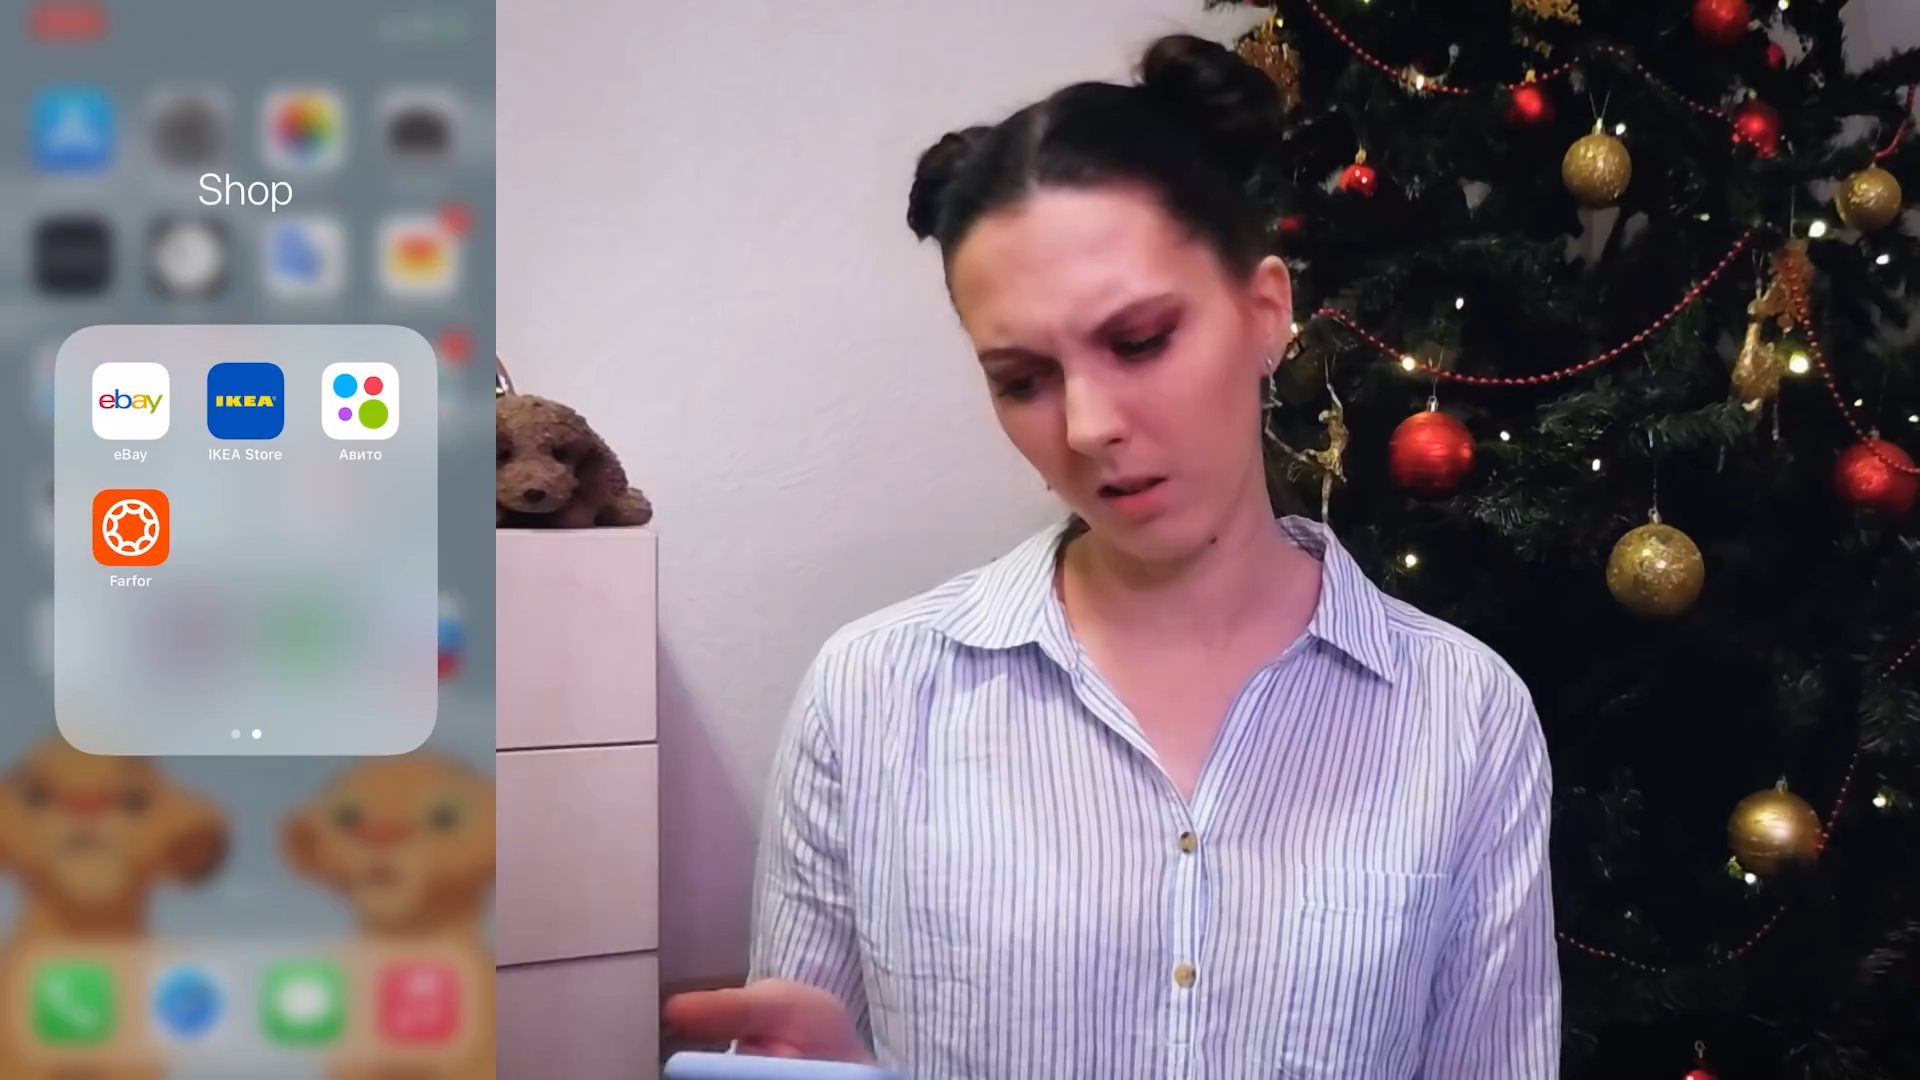 Shop
ebay
IKEA
eBay
IKEA Store
Авито
Farfor